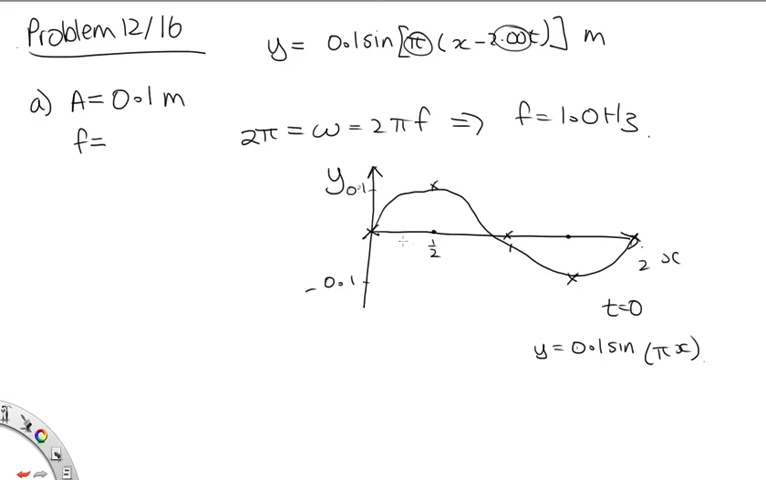 Problem 12/16
y = 0.1 sin [π (x - 2.00t)] m
a) A = 0.1 m
f =
2π = ω = 2πf ⇒ f = 1.0 Hz.
y
0.1
1/2
1
2 x
- 0.1
t=0
y = 0.1 sin (πx)